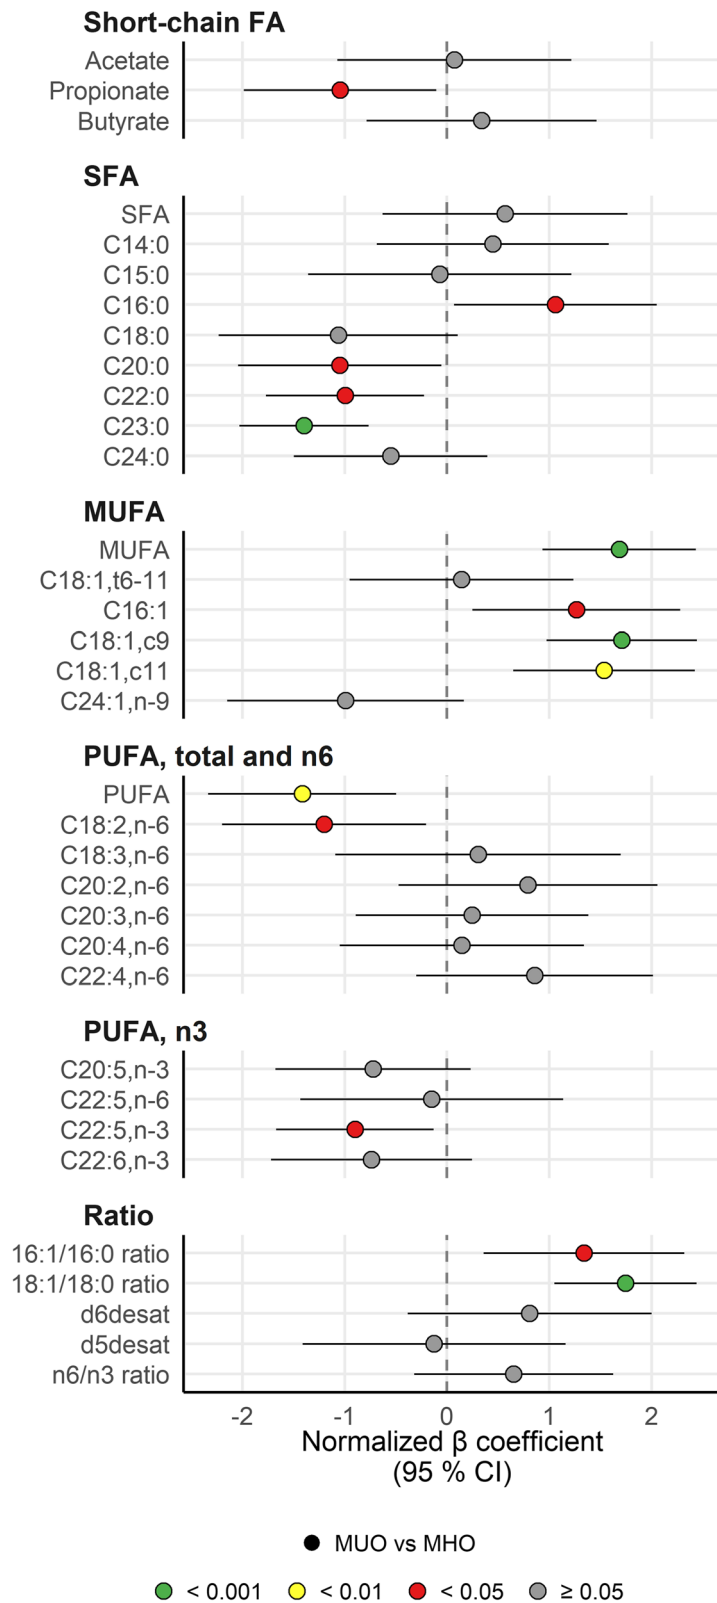 Short-chain FA
Acetate
Propionate
Butyrate
SFA
SFA
C14:0
C15:0
C16:0
C18:0
C20:0
C22:0
C23:0
C24:0
MUFA
MUFA
C18:1,t6-11
C16:1
C18:1,c9
C18:1,c11
C24:1,n-9
PUFA, total and n6
PUFA
C18:2,n-6
C18:3,n-6
C20:2,n-6
C20:3,n-6
C20:4,n-6
C22:4,n-6
PUFA, n3
C20:5,n-3
C22:5,n-6
C22:5,n-3
C22:6,n-3
Ratio
16:1/16:0 ratio
18:1/18:0 ratio
d6desat
d5desat
n6/n3 ratio
-2 -1 0 1 2
Normalized β coefficient
(95 % CI)
MUO vs MHO
< 0.001 < 0.01 < 0.05 ≥ 0.05